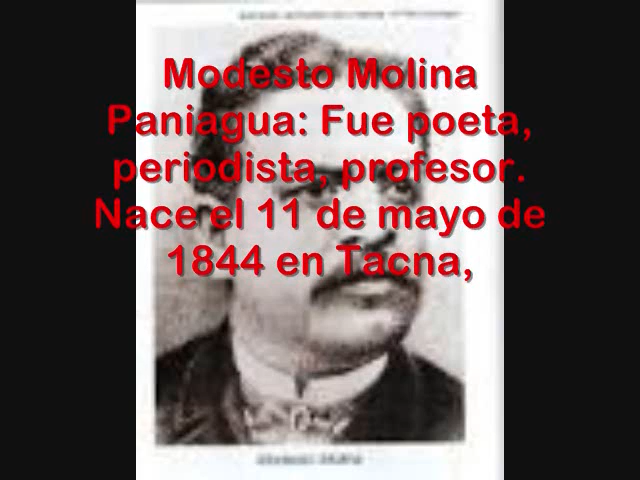 Modesto Molina
Paniagua: Fue poeta,
periodista, profesor.
Nace el 11 de mayo de
1844 en Tacna,